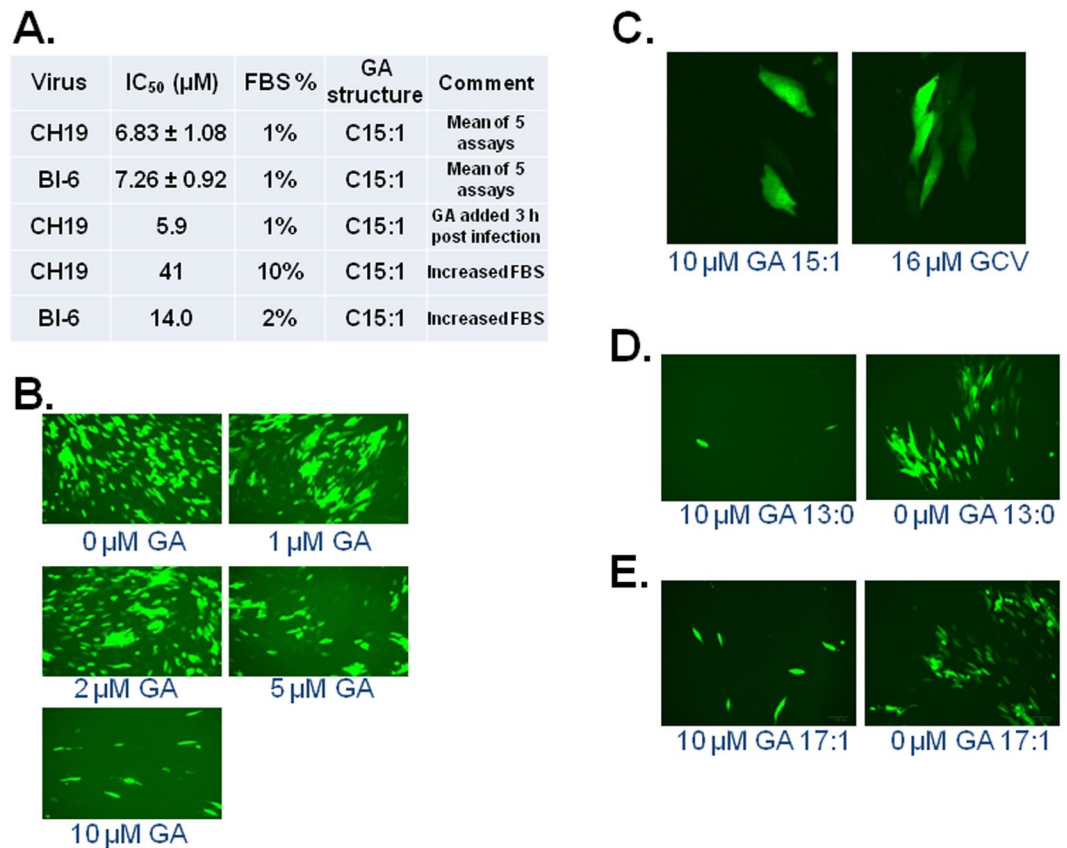 A.
Virus IC₅₀ (µM) FBS % GA structure Comment
CH19 6.83 ± 1.08 1% C15:1 Mean of 5 assays
BI-6 7.26 ± 0.92 1% C15:1 Mean of 5 assays
CH19 5.9 1% C15:1 GA added 3 h post infection
CH19 41 10% C15:1 Increased FBS
BI-6 14.0 2% C15:1 Increased FBS
B.
0 µM GA
1 µM GA
2 µM GA
5 µM GA
10 µM GA
C.
10 µM GA 15:1
16 µM GCV
D.
10 µM GA 13:0
0 µM GA 13:0
E.
10 µM GA 17:1
0 µM GA 17:1